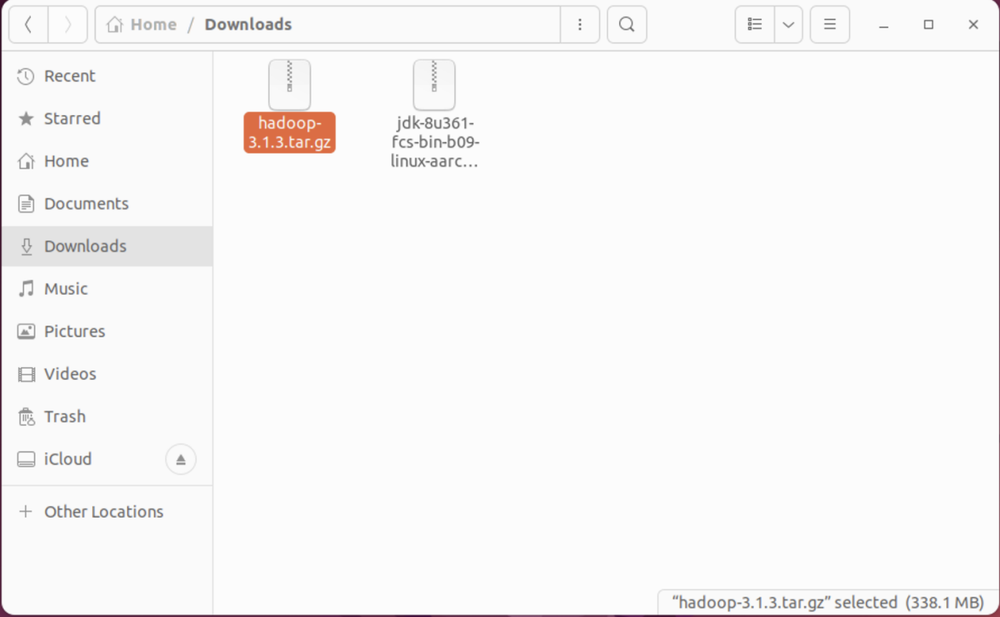 Home / Downloads
Recent
Starred
Home
Documents
Downloads
Music
Pictures
Videos
Trash
iCloud
Other Locations
hadoop-
3.1.3.tar.gz
jdk-8u361-
fcs-bin-b09-
linux-aarc...
“hadoop-3.1.3.tar.gz” selected (338.1 MB)